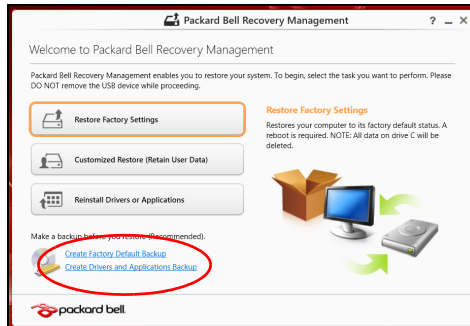 Packard Bell Recovery Management
? _ X
Welcome to Packard Bell Recovery Management
Packard Bell Recovery Management enables you to restore your system. To begin, select the task you want to perform. Please
DO NOT remove the USB device while proceeding.
Restore Factory Settings
Customized Restore (Retain User Data)
Reinstall Drivers or Applications
Restore Factory Settings
Restores your computer to its factory default status. A
reboot is required. NOTE: All data on drive C will be
deleted.
Make a backup before you restore (Recommended).
Create Factory Default Backup
Create Drivers and Applications Backup
packard bell